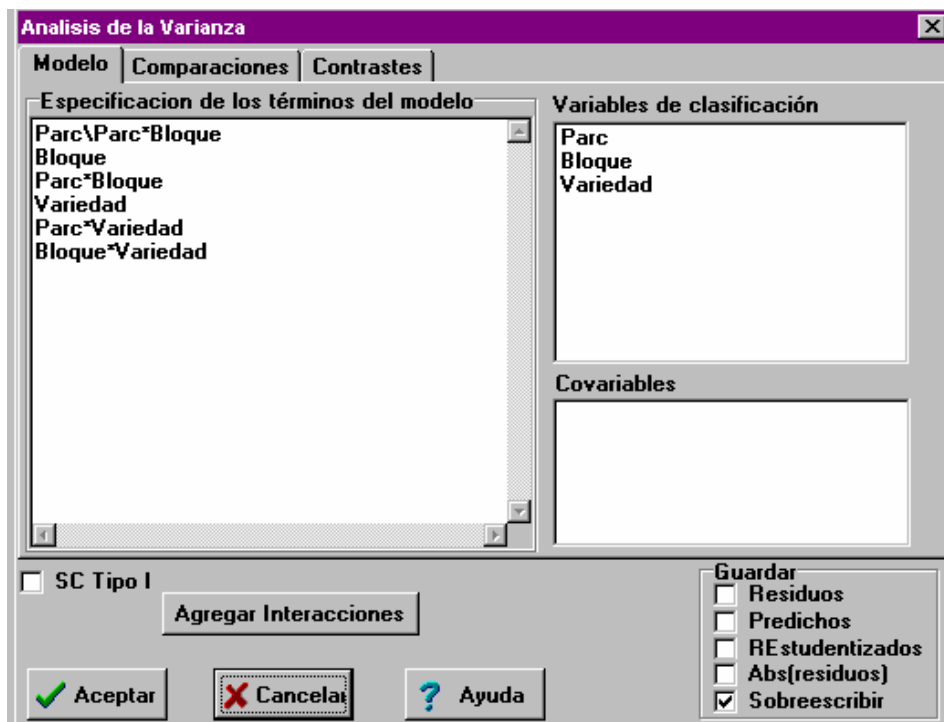 Analisis de la Varianza
Modelo
Comparaciones
Contrastes
Especificacion de los términos del modelo
Parc\Parc*Bloque
Bloque
Parc*Bloque
Variedad
Parc*Variedad
Bloque*Variedad
Variables de clasificación
Parc
Bloque
Variedad
Covariables
SC Tipo I
Agregar Interacciones
Guardar
Residuos
Predichos
REstudentizados
Abs(residuos)
Sobreescribir
Aceptar
Cancelar
Ayuda